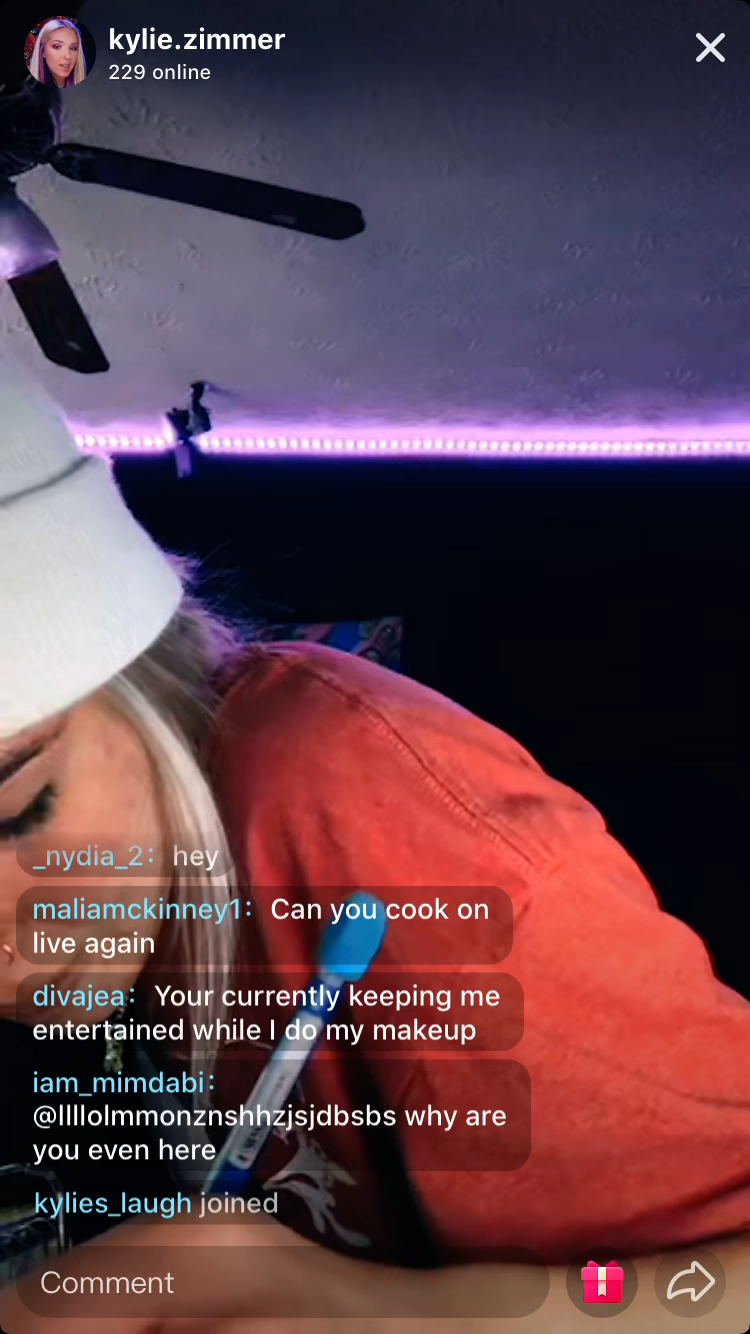 kylie.zimmer
229 online
_nydia_2: hey
maliamckinney1: Can you cook on
live again
divajea: Your currently keeping me
entertained while I do my makeup
iam_mimdabi:
@llllolmmonznshhzjsjdbsbs why are
you even here
kylies_laugh joined
Comment